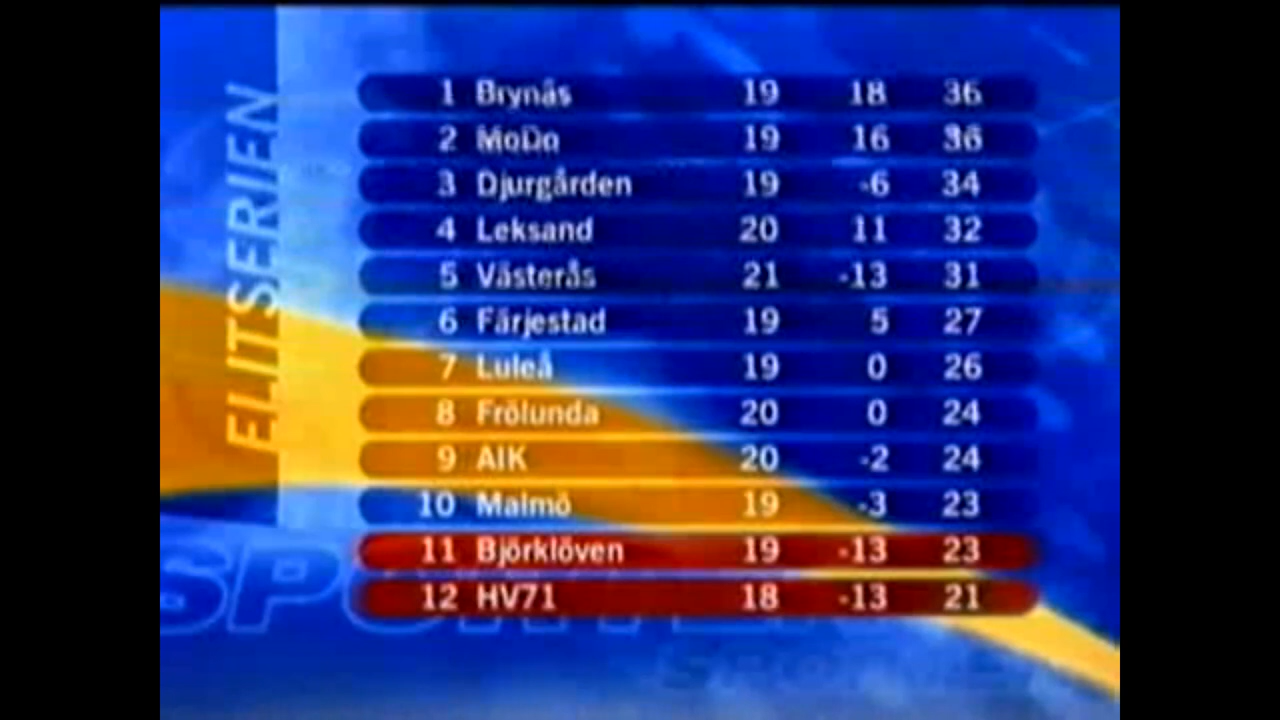 ELITSERIEN
1 Brynäs 19 18 36
2 MoDo 19 16 36
3 Djurgården 19 -6 34
4 Leksand 20 11 32
5 Västerås 21 -13 31
6 Färjestad 19 5 27
7 Luleå 19 0 26
8 Frölunda 20 0 24
9 AIK 20 -2 24
10 Malmö 19 -3 23
11 Björklöven 19 -13 23
12 HV71 18 -13 21